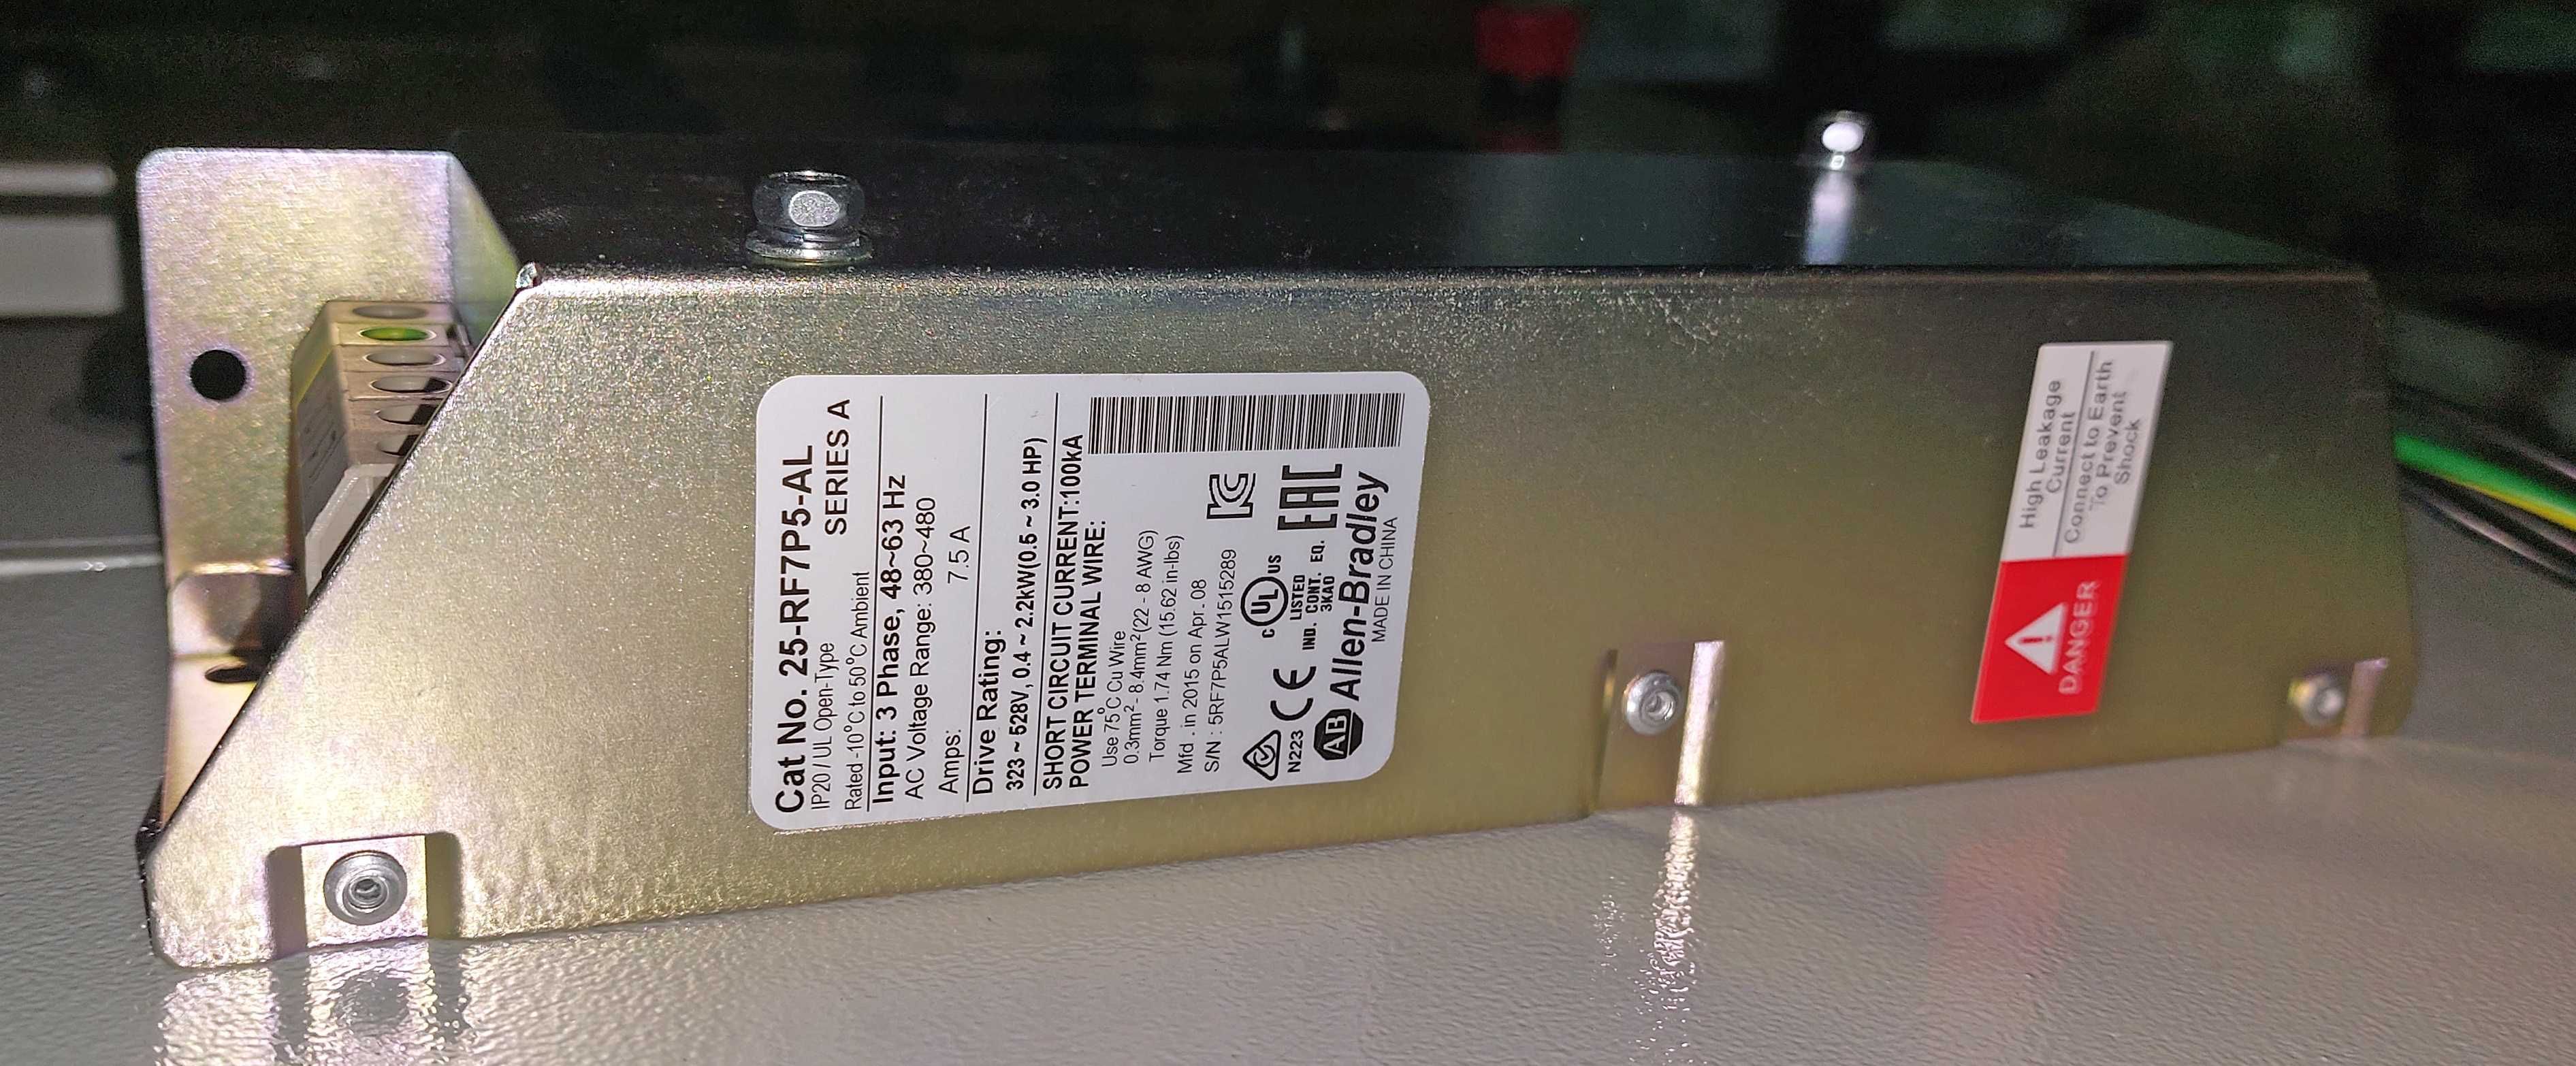 Cat No. 25-RF7P5-AL
SERIES A
IP20 / UL Open-Type
Rated -10°C to 50°C Ambient
Input: 3 Phase, 48~63 Hz
AC Voltage Range: 380~480
Amps: 7.5 A
Drive Rating:
323 ~ 528V, 0.4 ~ 2.2kW(0.5 ~ 3.0 HP)
SHORT CIRCUIT CURRENT:100kA
POWER TERMINAL WIRE:
Use 75°C Cu Wire
0.3mm² - 8.4mm²(22 - 8 AWG)
Torque 1.74 Nm (15.62 in-lbs)
Mfd . in 2015 on Apr. 08
S/N : 5RF7P5ALW1515289
N223
CE
C UL US
LISTED
IND. CONT. EQ.
3KA0
KC
EAC
AB Allen-Bradley
MADE IN CHINA
DANGER
High Leakage
Current
Connect to Earth
To Prevent
Shock